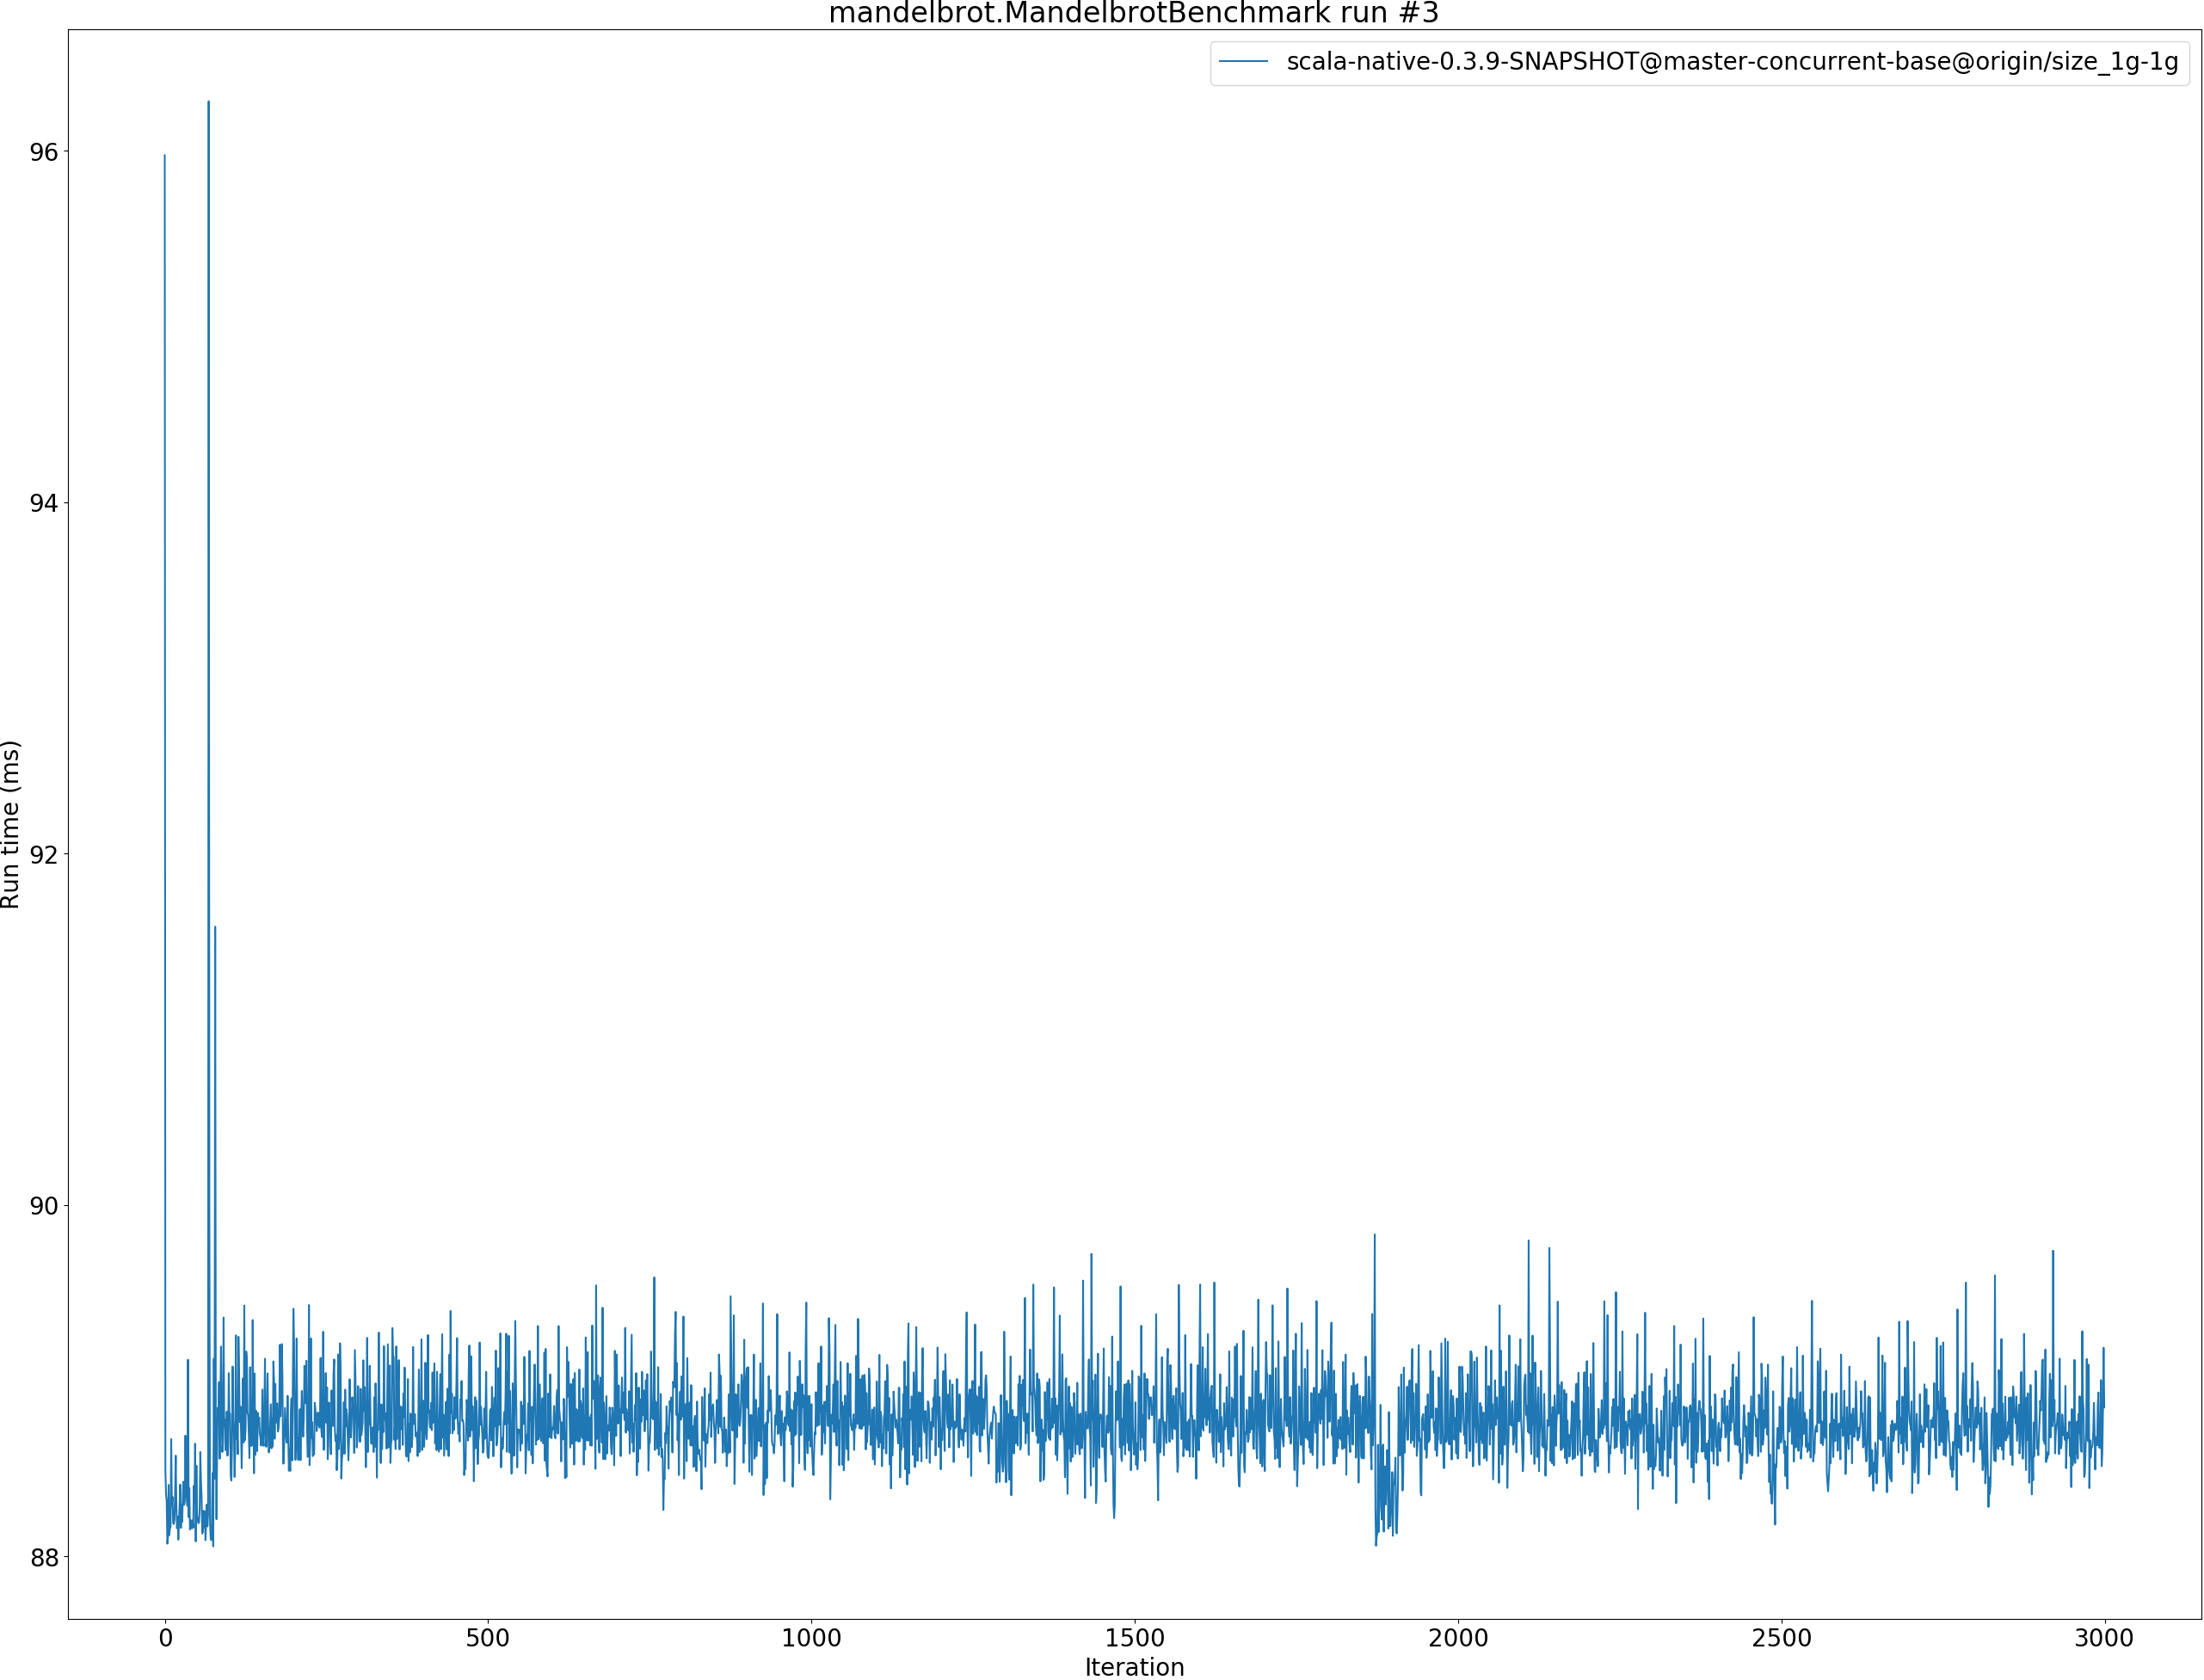 mandelbrot.MandelbrotBenchmark run #3
scala-native-0.3.9-SNAPSHOT@master-concurrent-base@origin/size_1g-1g
96
94
92
90
88
Run time (ms)
0 500 1000 1500 2000 2500 3000
Iteration